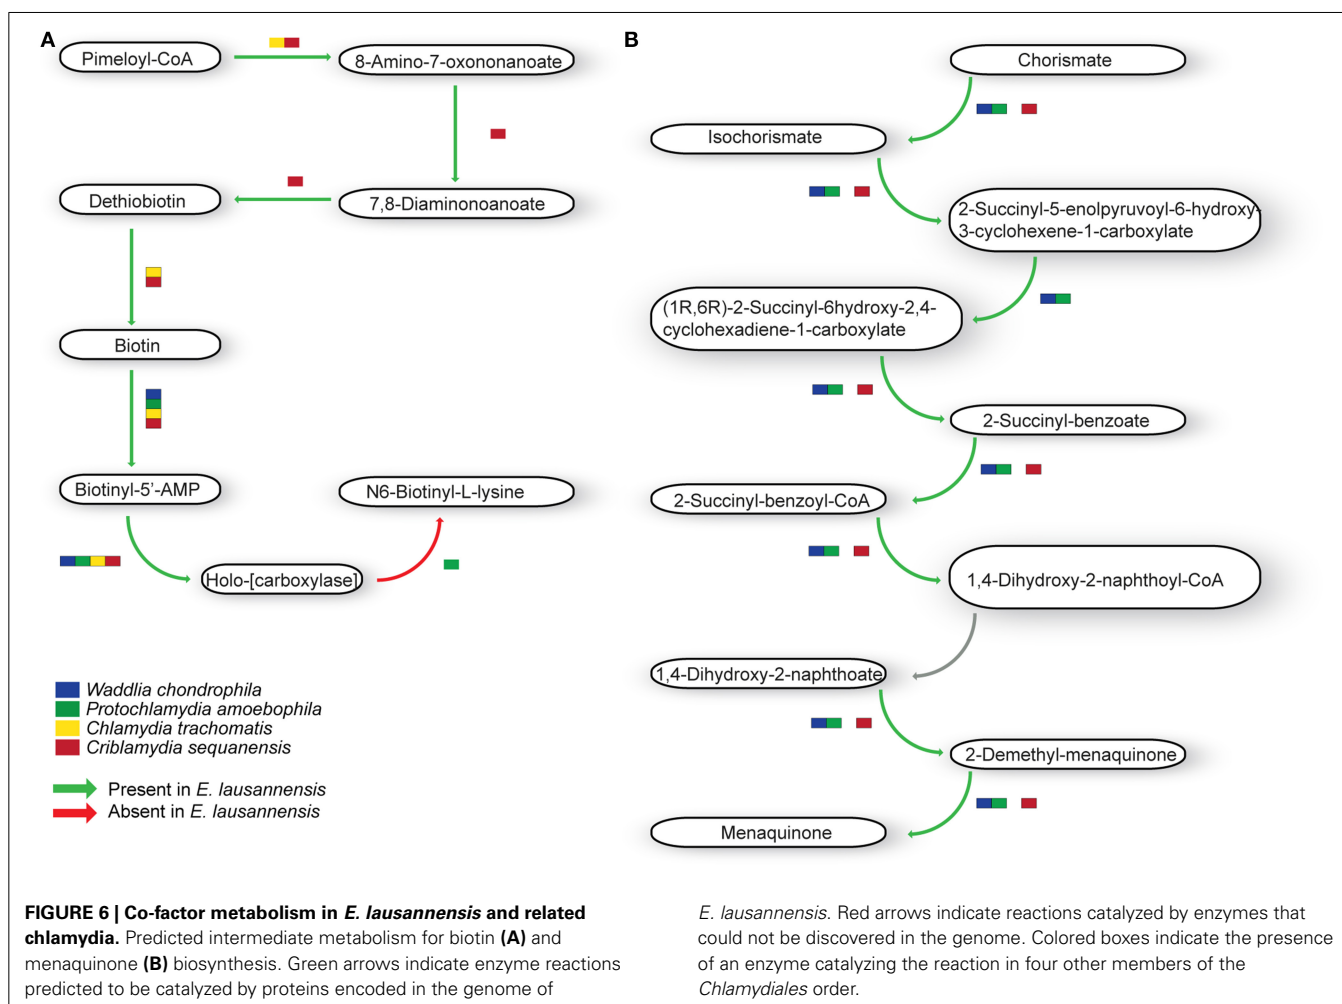 A
Pimeloyl-CoA
8-Amino-7-oxononanoate
Dethiobiotin
7,8-Diaminonoanoate
Biotin
Biotinyl-5'-AMP
N6-Biotinyl-L-lysine
Holo-[carboxylase]
Waddlia chondrophila
Protochlamydia amoebophila
Chlamydia trachomatis
Criblamydia sequanensis
Present in E. lausannensis
Absent in E. lausannensis
B
Chorismate
Isochorismate
2-Succinyl-5-enolpyruvoyl-6-hydroxy-
3-cyclohexene-1-carboxylate
(1R,6R)-2-Succinyl-6hydroxy-2,4-
cyclohexadiene-1-carboxylate
2-Succinyl-benzoate
2-Succinyl-benzoyl-CoA
1,4-Dihydroxy-2-naphthoyl-CoA
1,4-Dihydroxy-2-naphthoate
2-Demethyl-menaquinone
Menaquinone
FIGURE 6 | Co-factor metabolism in E. lausannensis and related
chlamydia. Predicted intermediate metabolism for biotin (A) and
menaquinone (B) biosynthesis. Green arrows indicate enzyme reactions
predicted to be catalyzed by proteins encoded in the genome of
E. lausannensis. Red arrows indicate reactions catalyzed by enzymes that
could not be discovered in the genome. Colored boxes indicate the presence
of an enzyme catalyzing the reaction in four other members of the
Chlamydiales order.